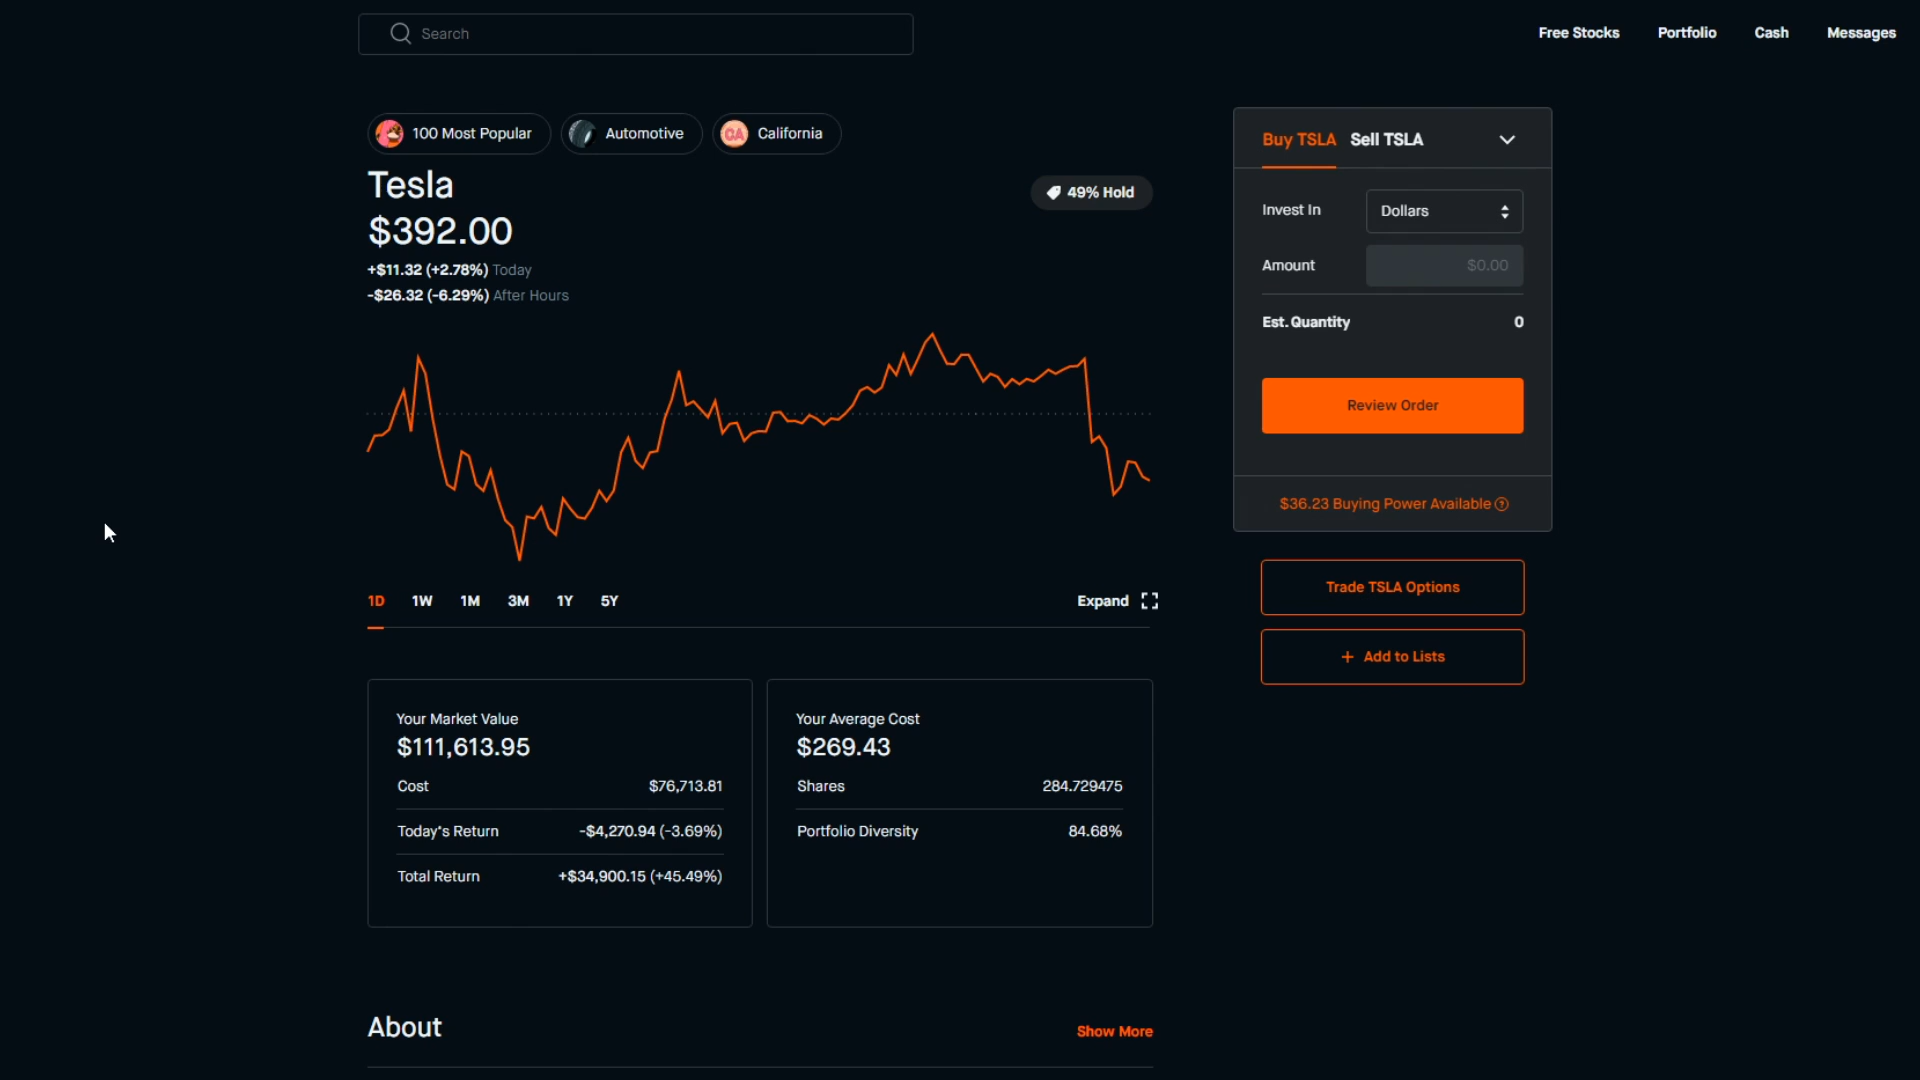 Search
Free Stocks Portfolio Cash Messages
100 Most Popular Automotive CA California
Tesla
$392.00
49% Hold
+$11.32 (+2.78%) Today
-$26.32 (-6.29%) After Hours
1D 1W 1M 3M 1Y 5Y Expand
Buy TSLA Sell TSLA
Invest In Dollars
Amount $0.00
Est. Quantity 0
Review Order
$36.23 Buying Power Available ?
Trade TSLA Options
+ Add to Lists
Your Market Value
$111,613.95
Cost $76,713.81
Today's Return -$4,270.94 (-3.69%)
Total Return +$34,900.15 (+45.49%)
Your Average Cost
$269.43
Shares 284.729475
Portfolio Diversity 84.68%
About Show More